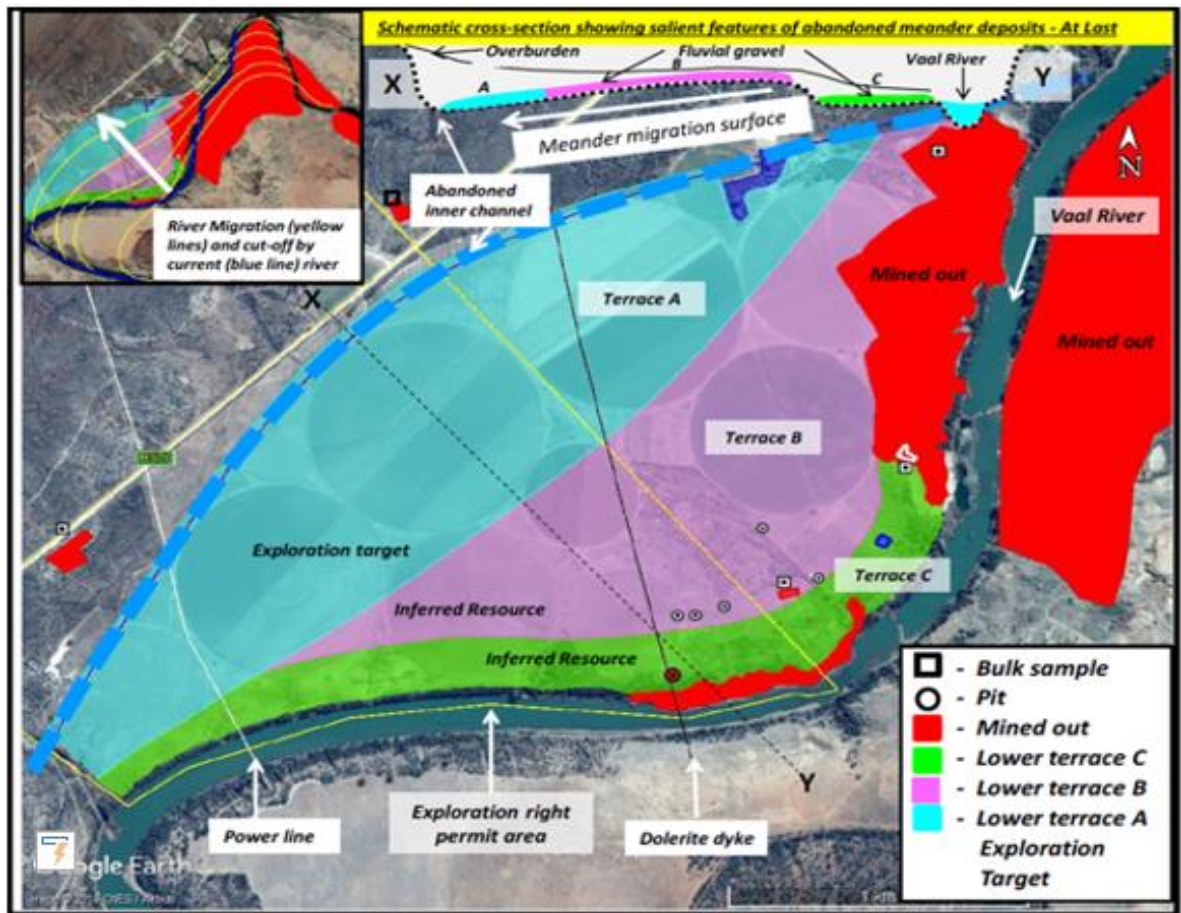 Schematic cross-section showing salient features of abandoned meander deposits - At Last
Overburden
Fluvial gravel
Vaal River
X
A
B
C
Y
Meander migration surface
Abandoned
inner channel
River Migration (yellow
lines) and cut-off by
current (blue line) river
N
Vaal River
X
Terrace A
Mined out
Mined out
Terrace B
Exploration target
Terrace C
Inferred Resource
Inferred Resource
Y
Power line
Exploration right
permit area
Dolerite dyke
- Bulk sample
- Pit
- Mined out
- Lower terrace C
- Lower terrace B
- Lower terrace A
Exploration
Target
Google Earth